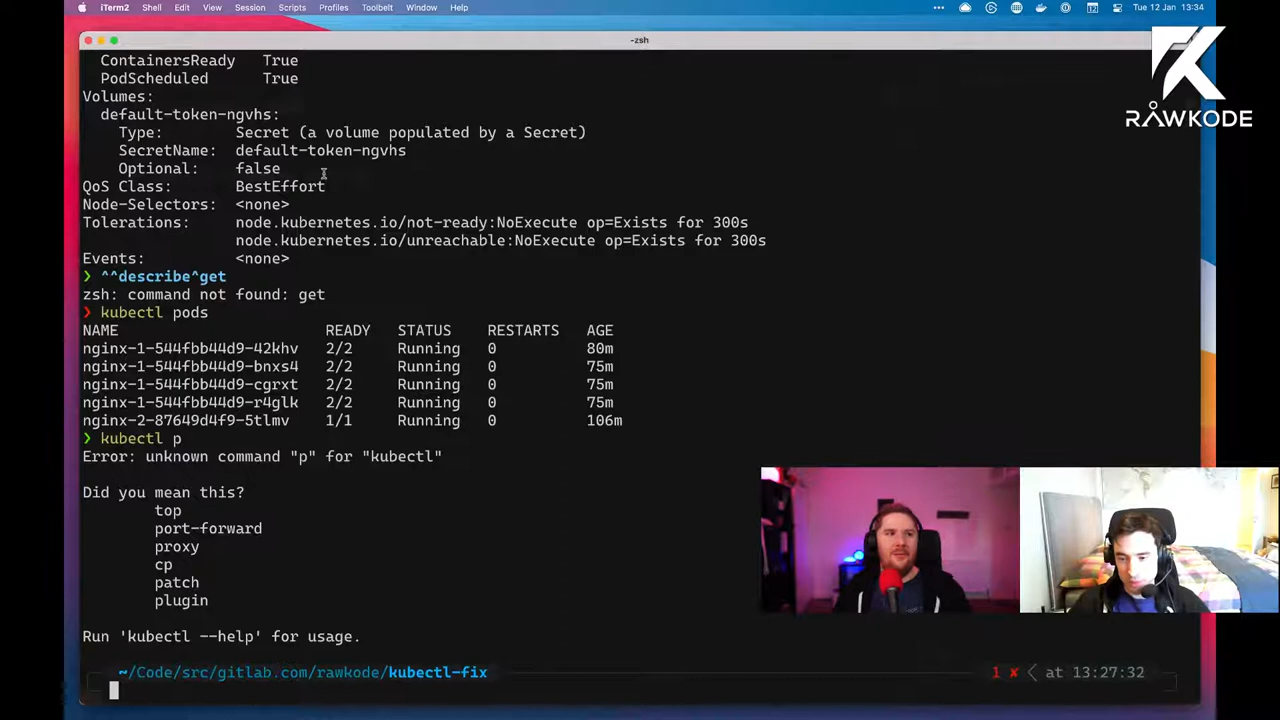 iTerm2 Shell Edit View Session Scripts Profiles Toolbelt Window Help ••• 12 Tue 12 Jan 13:34
-zsh
RAWKODE
ContainersReady True
PodScheduled True
Volumes:
default-token-ngvhs:
Type: Secret (a volume populated by a Secret)
SecretName: default-token-ngvhs
Optional: false
QoS Class: BestEffort
Node-Selectors: <none>
Tolerations: node.kubernetes.io/not-ready:NoExecute op=Exists for 300s
node.kubernetes.io/unreachable:NoExecute op=Exists for 300s
Events: <none>
❯ ^^describe^get
zsh: command not found: get
❯ kubectl pods
NAME READY STATUS RESTARTS AGE
nginx-1-544fbb44d9-42khv 2/2 Running 0 80m
nginx-1-544fbb44d9-bnxs4 2/2 Running 0 75m
nginx-1-544fbb44d9-cgrxt 2/2 Running 0 75m
nginx-1-544fbb44d9-r4glk 2/2 Running 0 75m
nginx-2-87649d4f9-5tlmv 1/1 Running 0 106m
❯ kubectl p
Error: unknown command "p" for "kubectl"
Did you mean this?
top
port-forward
proxy
cp
patch
plugin
Run 'kubectl --help' for usage.
~/Code/src/gitlab.com/rawkode/kubectl-fix 1 ✘ at 13:27:32